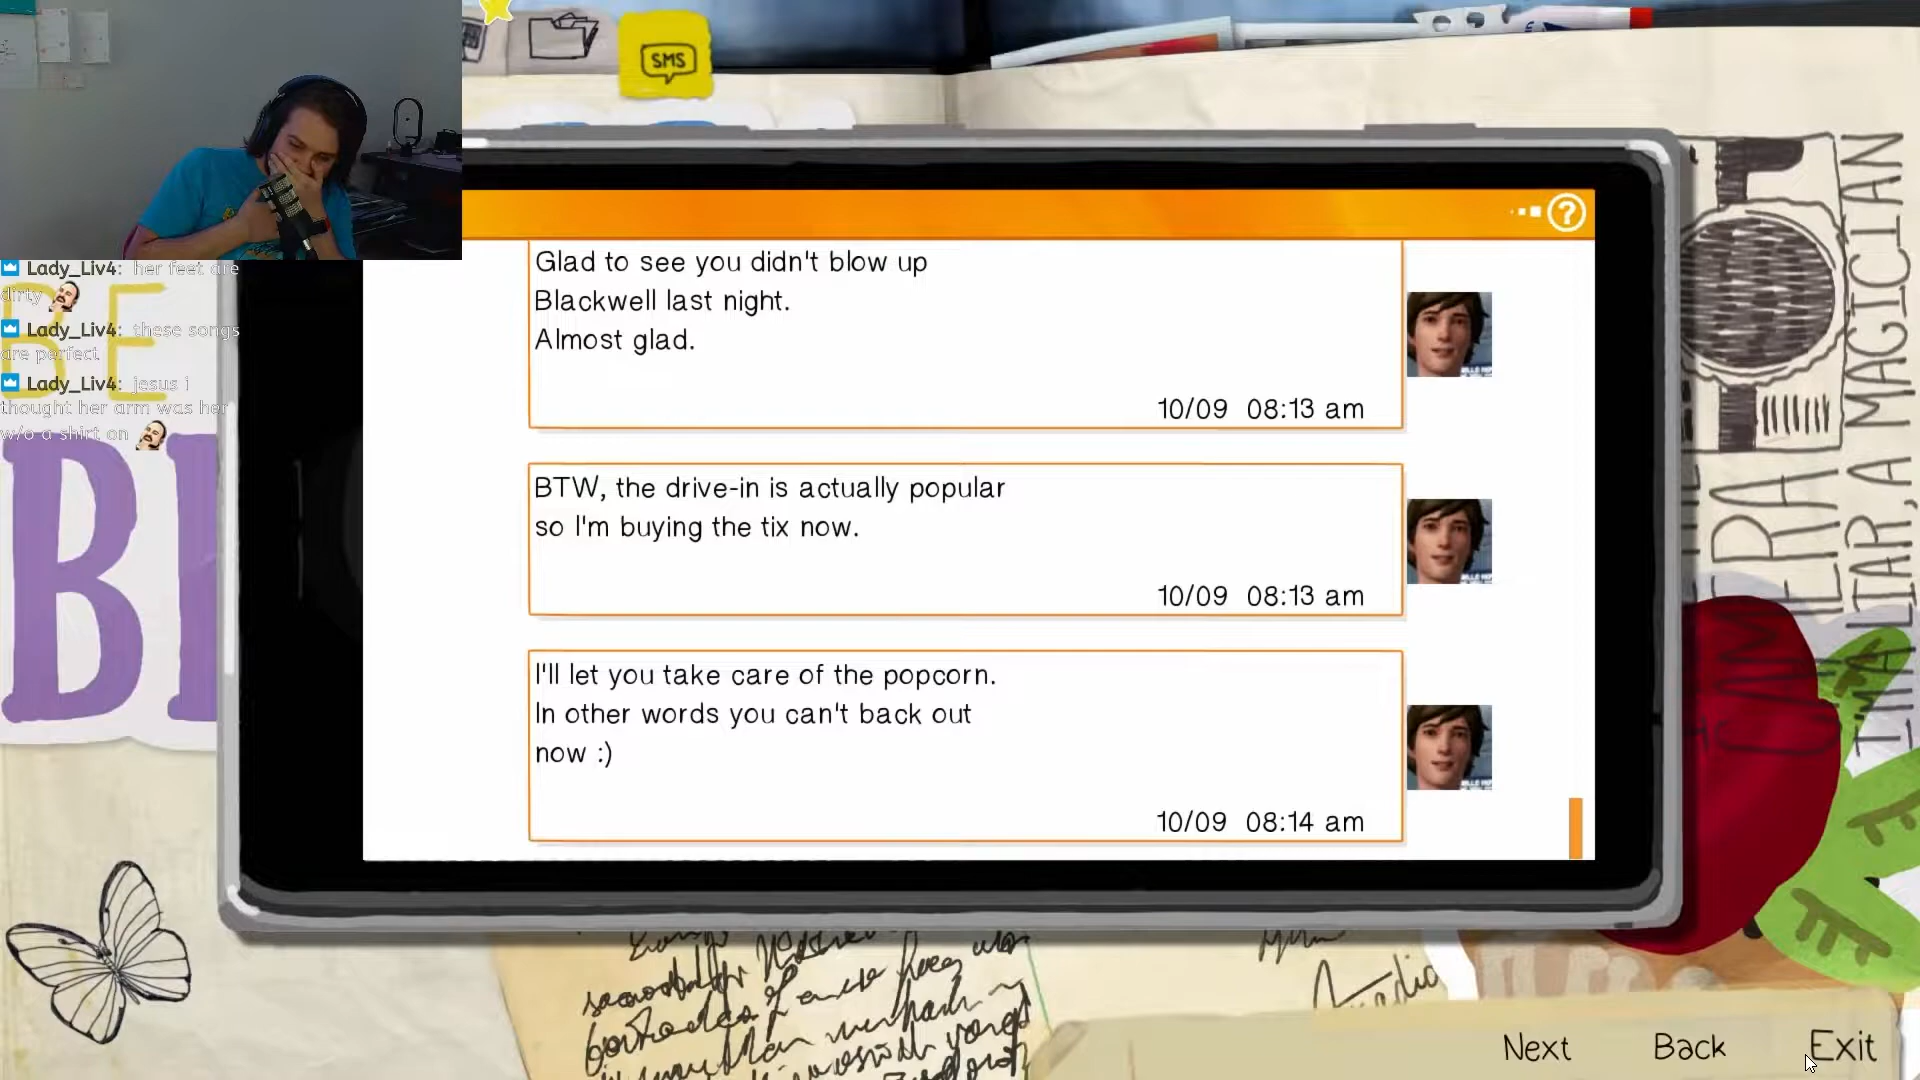 SMS
Lady_Liv4: her feet are
dirty
Lady_Liv4: these songs
are perfect
Lady_Liv4: jesus i
thought her arm was her
w/o a shirt on
BE
Glad to see you didn't blow up
Blackwell last night.
Almost glad.
10/09 08:13 am
BTW, the drive-in is actually popular
so I'm buying the tix now.
10/09 08:13 am
I'll let you take care of the popcorn.
In other words you can't back out
now :)
10/09 08:14 am
?
LIAR, A MAGICIAN
Next Back Exit